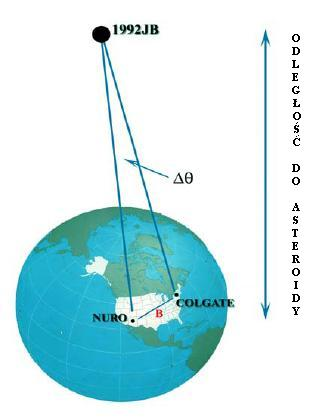 1992JB
Δθ
COLGATE
NURO
B
ODLEGŁOŚĆ DO ASTEROIDY